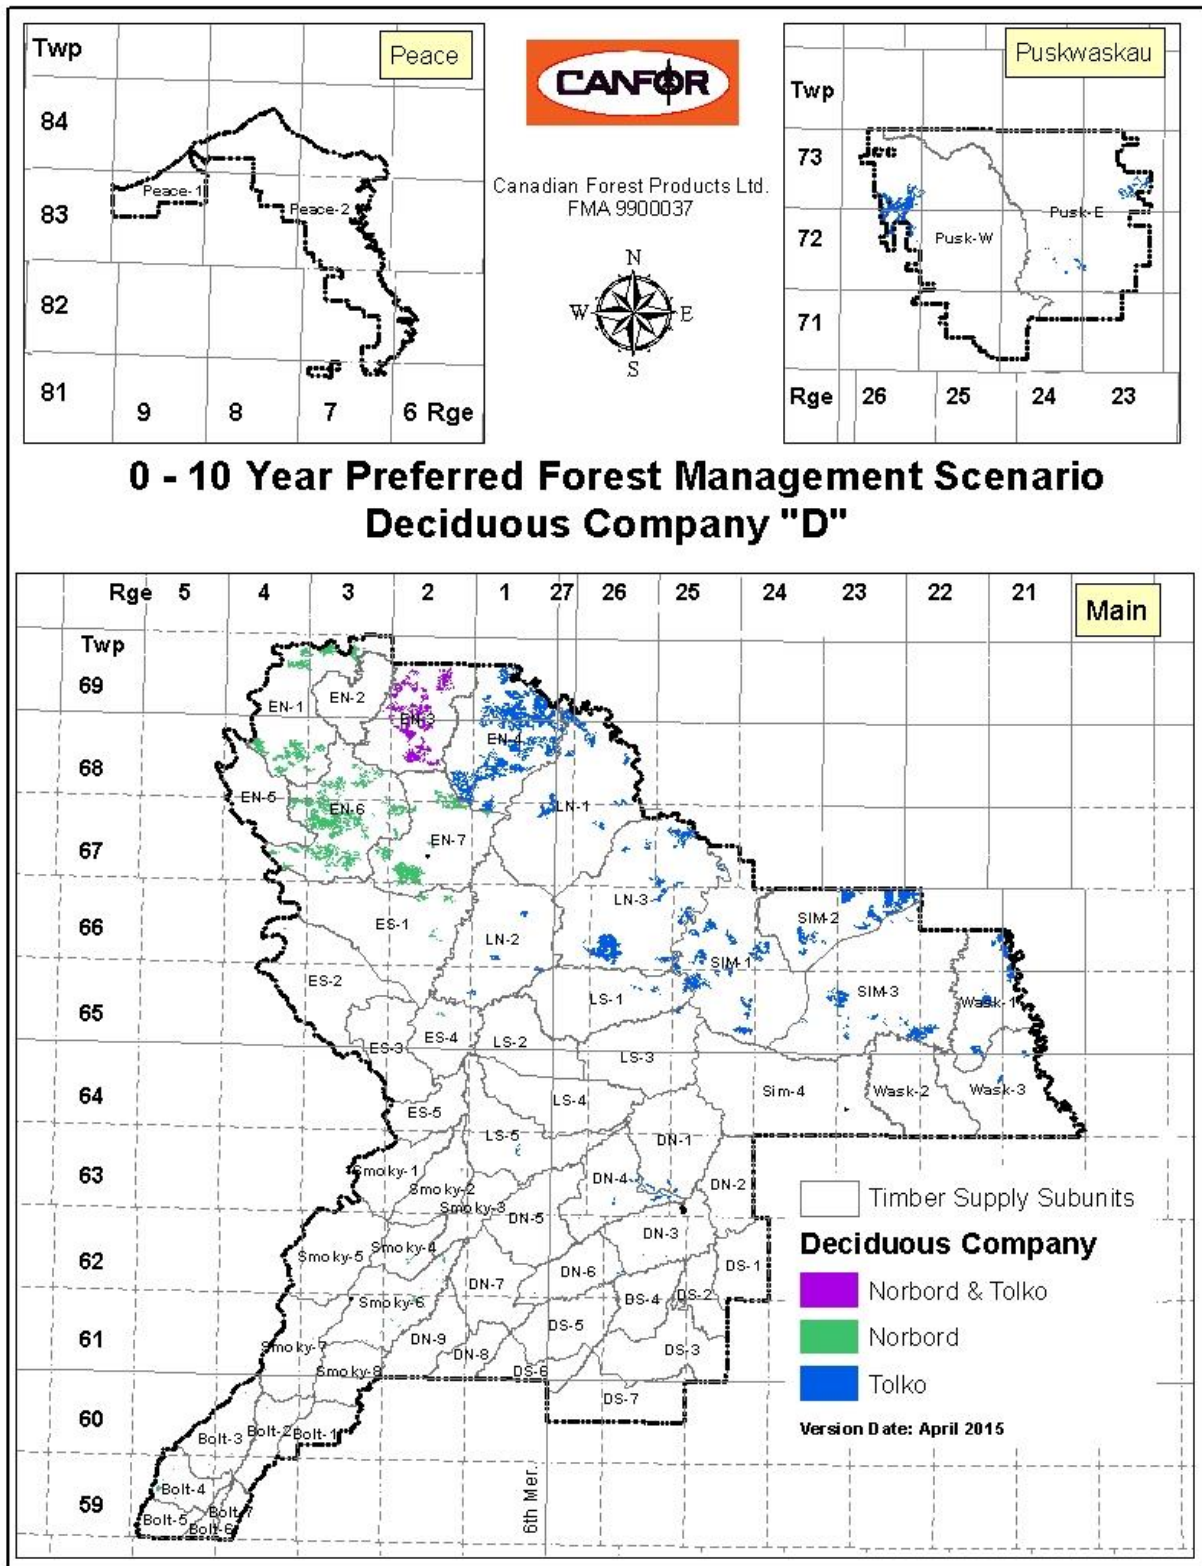 Twp
Peace
84
83
82
81
Peace-1
Peace-2
9 8 7 6 Rge
CANFOR
Canadian Forest Products Ltd.
FMA 9900037
N
W E
S
Puskwaskau
Twp
73
72
71
Pusk-E
Pusk-W
Rge 26 25 24 23
0 - 10 Year Preferred Forest Management Scenario
Deciduous Company "D"
Rge 5 4 3 2 1 27 26 25 24 23 22 21
Main
Twp
69
EN-1
EN-2
EN-3
EN-4
68
EN-5
EN-6
LN-1
EN-7
67
66
ES-1
LN-2
LN-3
SIM-2
SIM-1
ES-2
65
LS-1
SIM-3
Wask-1
ES-3
ES-4
LS-2
LS-3
64
ES-5
LS-4
Sim-4
Wask-2
Wask-3
LS-5
DN-1
63
Smoky-1
Smoky-2
Smoky-3
DN-4
DN-2
DN-5
DN-3
62
Smoky-5
Smoky-4
DN-7
DN-6
DS-1
Smoky-6
DS-4
DS-2
61
Smoky-7
DN-9
DN-8
DS-5
DS-3
Smoky-8
DS-6
DS-7
60
Bolt-3
Bolt-2
Bolt-1
59
Bolt-4
Bolt-5
Bolt-6
Bolt-7
6th Mer.
Timber Supply Subunits
Deciduous Company
Norbord & Tolko
Norbord
Tolko
Version Date: April 2015